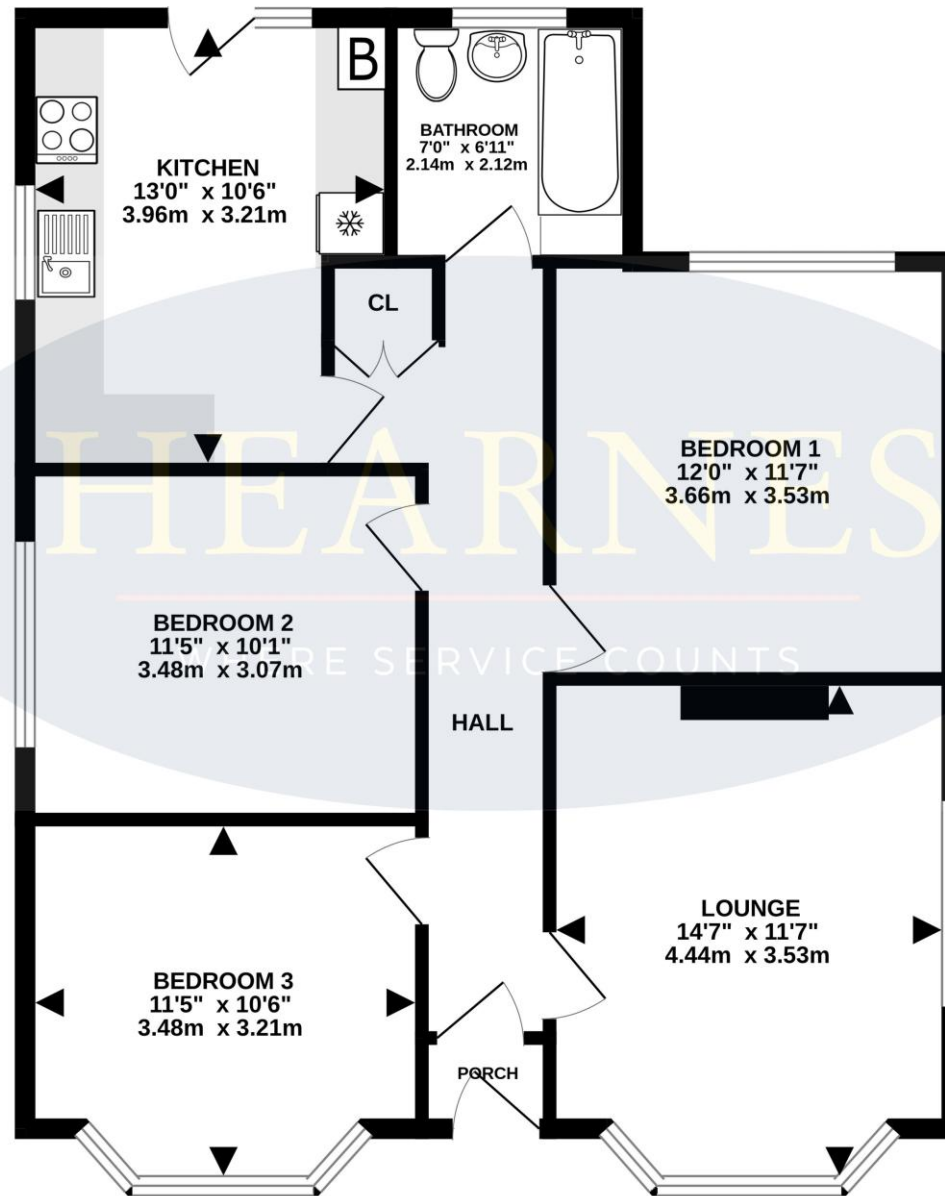 B
BATHROOM
7'0" x 6'11"
2.14m x 2.12m
KITCHEN
13'0" x 10'6"
3.96m x 3.21m
CL
BEDROOM 1
12'0" x 11'7"
3.66m x 3.53m
HEARNES
BEDROOM 2
11'5" x 10'1"
3.48m x 3.07m
WHERE SERVICE COUNTS
HALL
LOUNGE
14'7" x 11'7"
4.44m x 3.53m
BEDROOM 3
11'5" x 10'6"
3.48m x 3.21m
PORCH